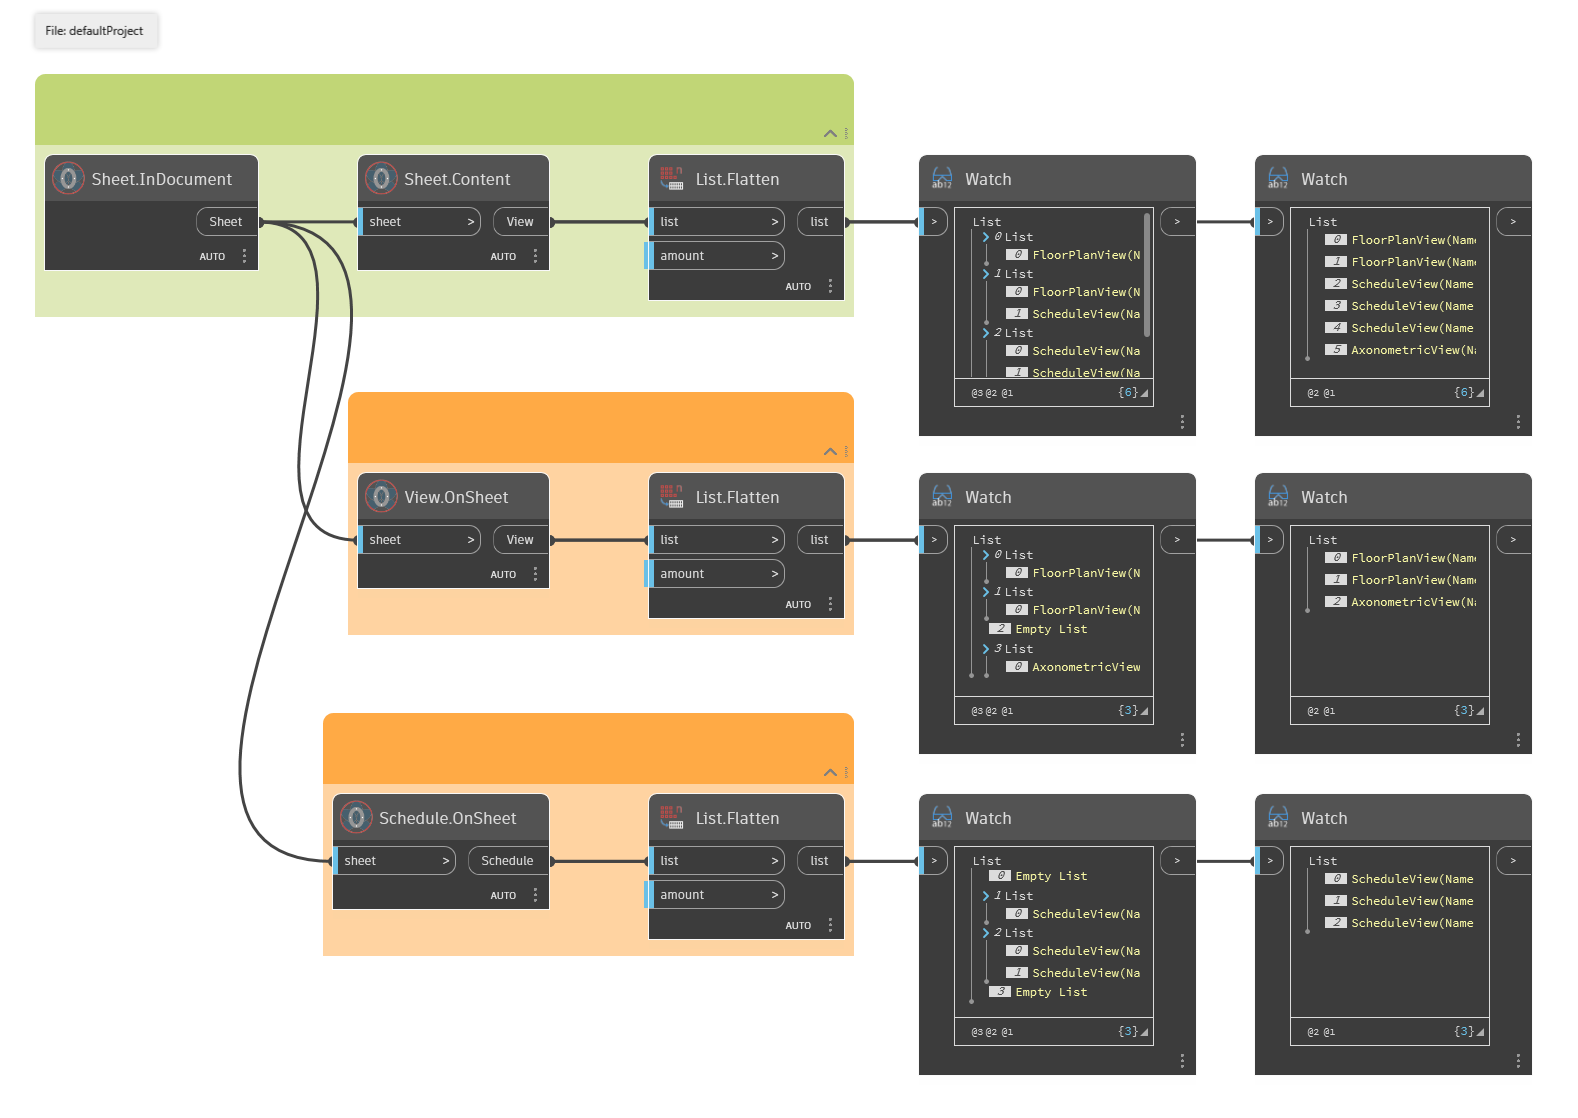 File: defaultProject
Sheet.InDocument
Sheet
AUTO
Sheet.Content
sheet >
View
AUTO
List.Flatten
list >
list
amount >
AUTO
Watch
>
>
List
0 List
0 FloorPlanView(N
1 List
0 FloorPlanView(N
1 ScheduleView(Na
2 List
0 ScheduleView(Na
1 ScheduleView(Na
@3 @2 @1 {6}
Watch
>
>
List
0 FloorPlanView(Name
1 FloorPlanView(Name
2 ScheduleView(Name
3 ScheduleView(Name
4 ScheduleView(Name
5 AxonometricView(Na
@2 @1 {6}
View.OnSheet
sheet >
View
AUTO
List.Flatten
list >
list
amount >
AUTO
Watch
>
>
List
0 List
0 FloorPlanView(N
1 List
0 FloorPlanView(N
2 Empty List
3 List
0 AxonometricView
@3 @2 @1 {3}
Watch
>
>
List
0 FloorPlanView(Name
1 FloorPlanView(Name
2 AxonometricView(Na
@2 @1 {3}
Schedule.OnSheet
sheet >
Schedule
AUTO
List.Flatten
list >
list
amount >
AUTO
Watch
>
>
List
0 Empty List
1 List
0 ScheduleView(Na
2 List
0 ScheduleView(Na
1 ScheduleView(Na
3 Empty List
@3 @2 @1 {3}
Watch
>
>
List
0 ScheduleView(Name
1 ScheduleView(Name
2 ScheduleView(Name
@2 @1 {3}